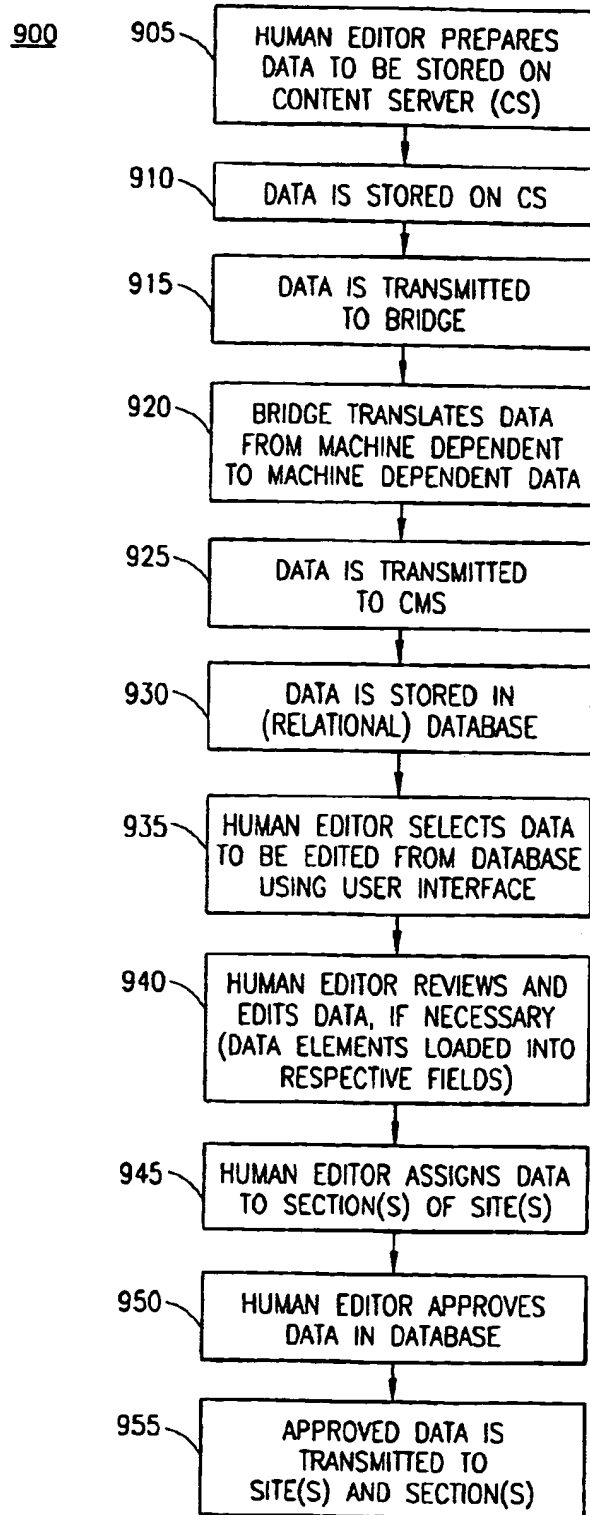 900
905
HUMAN EDITOR PREPARES
DATA TO BE STORED ON
CONTENT SERVER (CS)
910
DATA IS STORED ON CS
915
DATA IS TRANSMITTED
TO BRIDGE
920
BRIDGE TRANSLATES DATA
FROM MACHINE DEPENDENT
TO MACHINE DEPENDENT DATA
925
DATA IS TRANSMITTED
TO CMS
930
DATA IS STORED IN
(RELATIONAL) DATABASE
935
HUMAN EDITOR SELECTS DATA
TO BE EDITED FROM DATABASE
USING USER INTERFACE
940
HUMAN EDITOR REVIEWS AND
EDITS DATA, IF NECESSARY
(DATA ELEMENTS LOADED INTO
RESPECTIVE FIELDS)
945
HUMAN EDITOR ASSIGNS DATA
TO SECTION(S) OF SITE(S)
950
HUMAN EDITOR APPROVES
DATA IN DATABASE
955
APPROVED DATA IS
TRANSMITTED TO
SITE(S) AND SECTION(S)